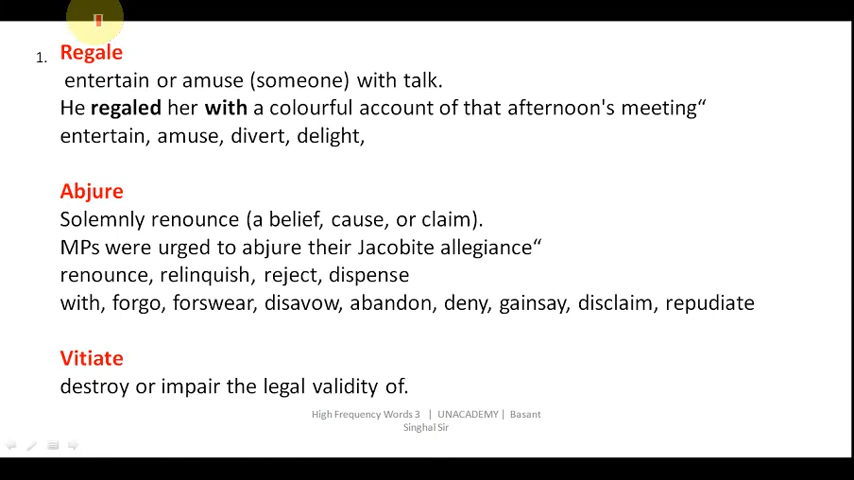 1. Regale
entertain or amuse (someone) with talk.
He regaled her with a colourful account of that afternoon's meeting“
entertain, amuse, divert, delight,
Abjure
Solemnly renounce (a belief, cause, or claim).
MPs were urged to abjure their Jacobite allegiance“
renounce, relinquish, reject, dispense
with, forgo, forswear, disavow, abandon, deny, gainsay, disclaim, repudiate
Vitiate
destroy or impair the legal validity of.
High Frequency Words 3 | UNACADEMY | Basant
Singhal Sir